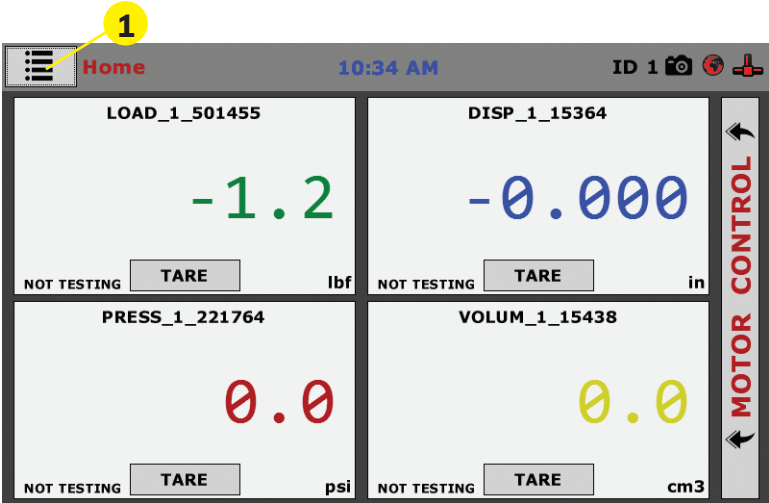 1
Home 10:34 AM ID 1
LOAD_1_501455
-1.2
NOT TESTING TARE lbf
DISP_1_15364
-0.000
NOT TESTING TARE in
PRESS_1_221764
0.0
NOT TESTING TARE psi
VOLUM_1_15438
0.0
NOT TESTING TARE cm3
MOTOR CONTROL